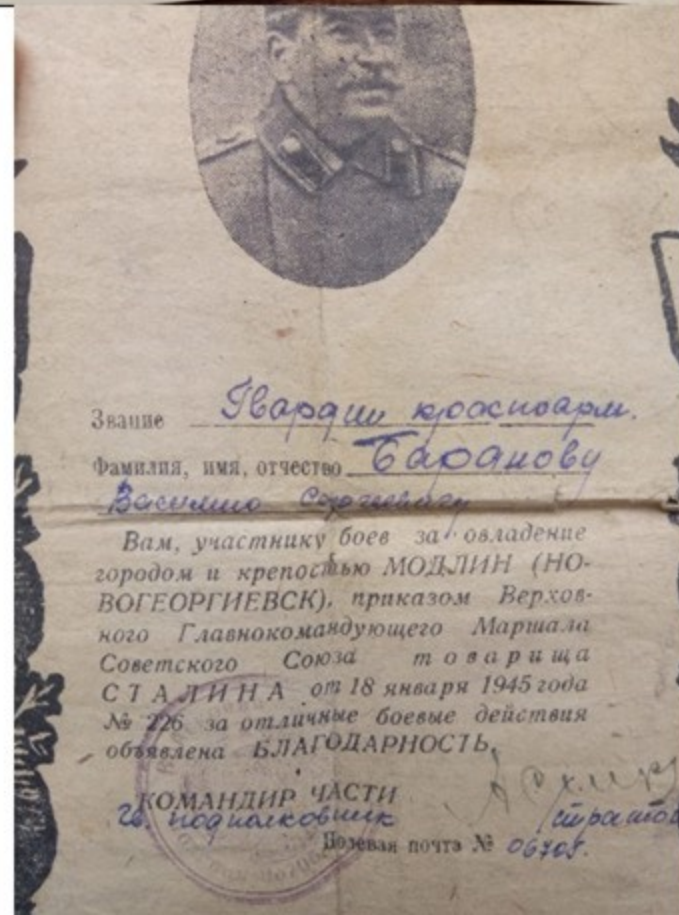 Звание Гвардии красноарм.
Фамилия, имя, отчество Баранову
Василию Сергеевичу
Вам, участнику боев за овладение
городом и крепостью МОДЛИН (НО-
ВОГЕОРГИЕВСК), приказом Верхов-
ного Главнокомандующего Маршала
Советского Союза товарища
СТАЛИНА от 18 января 1945 года
№ 226 за отличные боевые действия
объявлена БЛАГОДАРНОСТЬ.
КОМАНДИР ЧАСТИ
гв. подполковник
Полевая почта № 06705.